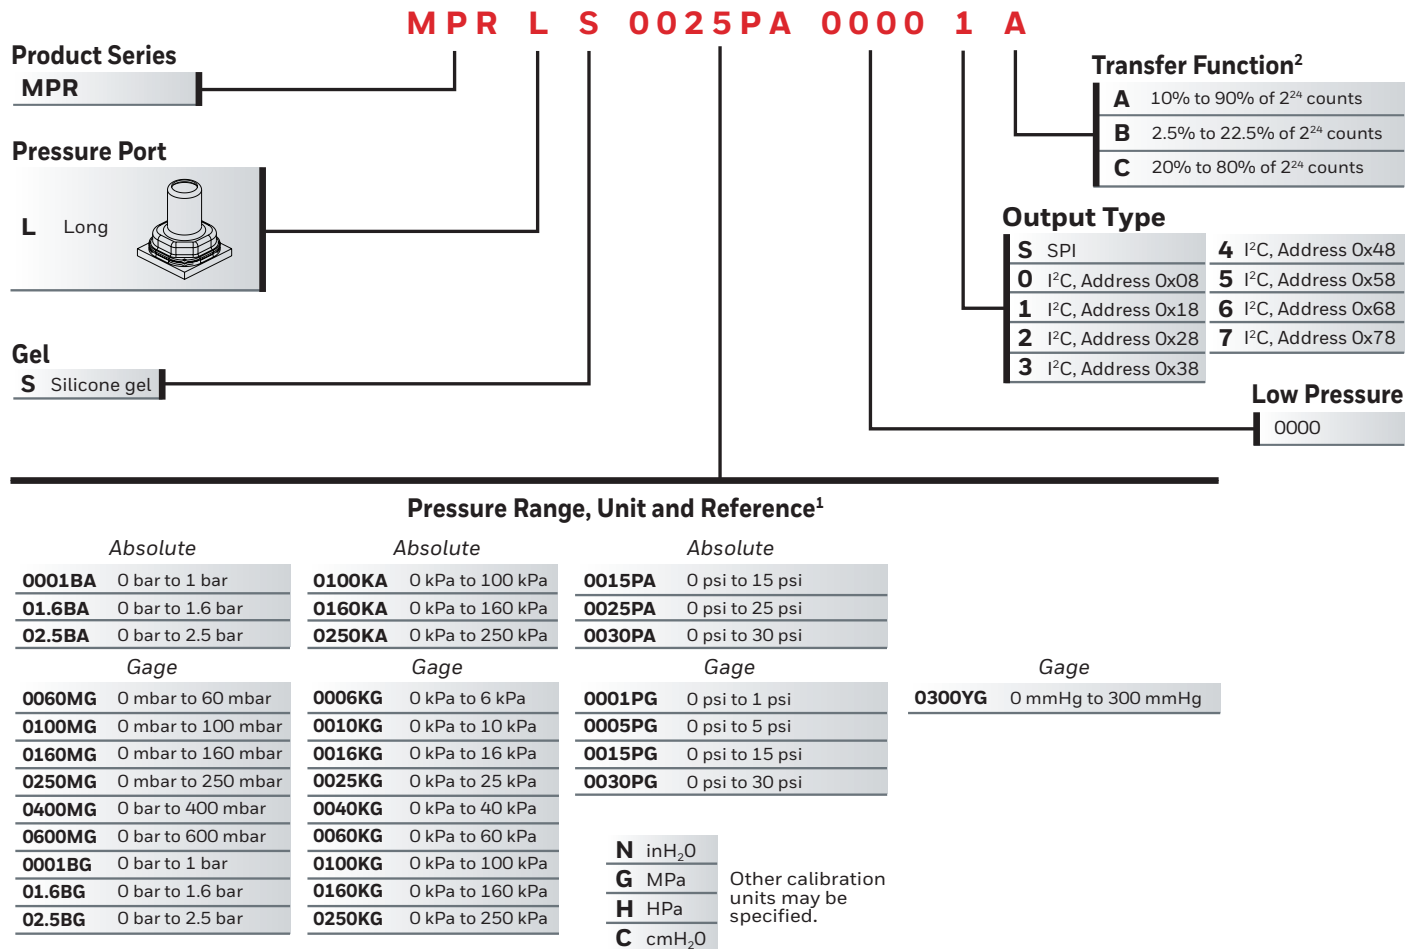 MPR L S 0025PA 0000 1 A
Product Series
MPR
Pressure Port
L Long
Gel
S Silicone gel
Transfer Function²
A 10% to 90% of 2²⁴ counts
B 2.5% to 22.5% of 2²⁴ counts
C 20% to 80% of 2²⁴ counts
Output Type
S SPI
0 I²C, Address 0x08
1 I²C, Address 0x18
2 I²C, Address 0x28
3 I²C, Address 0x38
4 I²C, Address 0x48
5 I²C, Address 0x58
6 I²C, Address 0x68
7 I²C, Address 0x78
Low Pressure
0000
Pressure Range, Unit and Reference¹
Absolute
0001BA 0 bar to 1 bar
01.6BA 0 bar to 1.6 bar
02.5BA 0 bar to 2.5 bar
Gage
0060MG 0 mbar to 60 mbar
0100MG 0 mbar to 100 mbar
0160MG 0 mbar to 160 mbar
0250MG 0 mbar to 250 mbar
0400MG 0 bar to 400 mbar
0600MG 0 bar to 600 mbar
0001BG 0 bar to 1 bar
01.6BG 0 bar to 1.6 bar
02.5BG 0 bar to 2.5 bar
Absolute
0100KA 0 kPa to 100 kPa
0160KA 0 kPa to 160 kPa
0250KA 0 kPa to 250 kPa
Gage
0006KG 0 kPa to 6 kPa
0010KG 0 kPa to 10 kPa
0016KG 0 kPa to 16 kPa
0025KG 0 kPa to 25 kPa
0040KG 0 kPa to 40 kPa
0060KG 0 kPa to 60 kPa
0100KG 0 kPa to 100 kPa
0160KG 0 kPa to 160 kPa
0250KG 0 kPa to 250 kPa
Absolute
0015PA 0 psi to 15 psi
0025PA 0 psi to 25 psi
0030PA 0 psi to 30 psi
Gage
0001PG 0 psi to 1 psi
0005PG 0 psi to 5 psi
0015PG 0 psi to 15 psi
0030PG 0 psi to 30 psi
Gage
0300YG 0 mmHg to 300 mmHg
N inH₂0
G MPa
H HPa
C cmH₂0
Other calibration
units may be
specified.